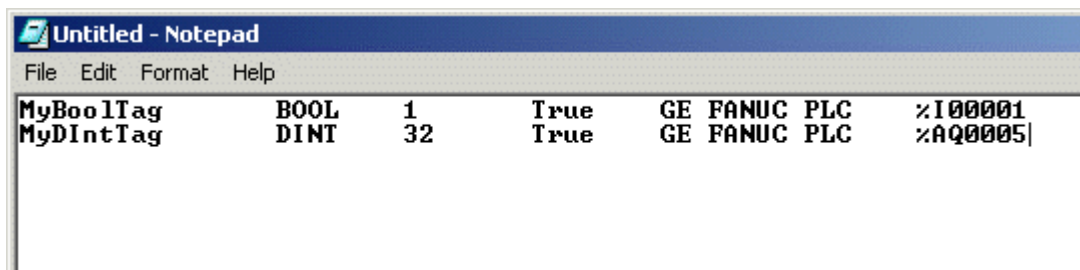 Untitled - Notepad
File Edit Format Help
MyBoolTag BOOL 1 True GE FANUC PLC %I00001
MyDIntTag DINT 32 True GE FANUC PLC %AQ0005